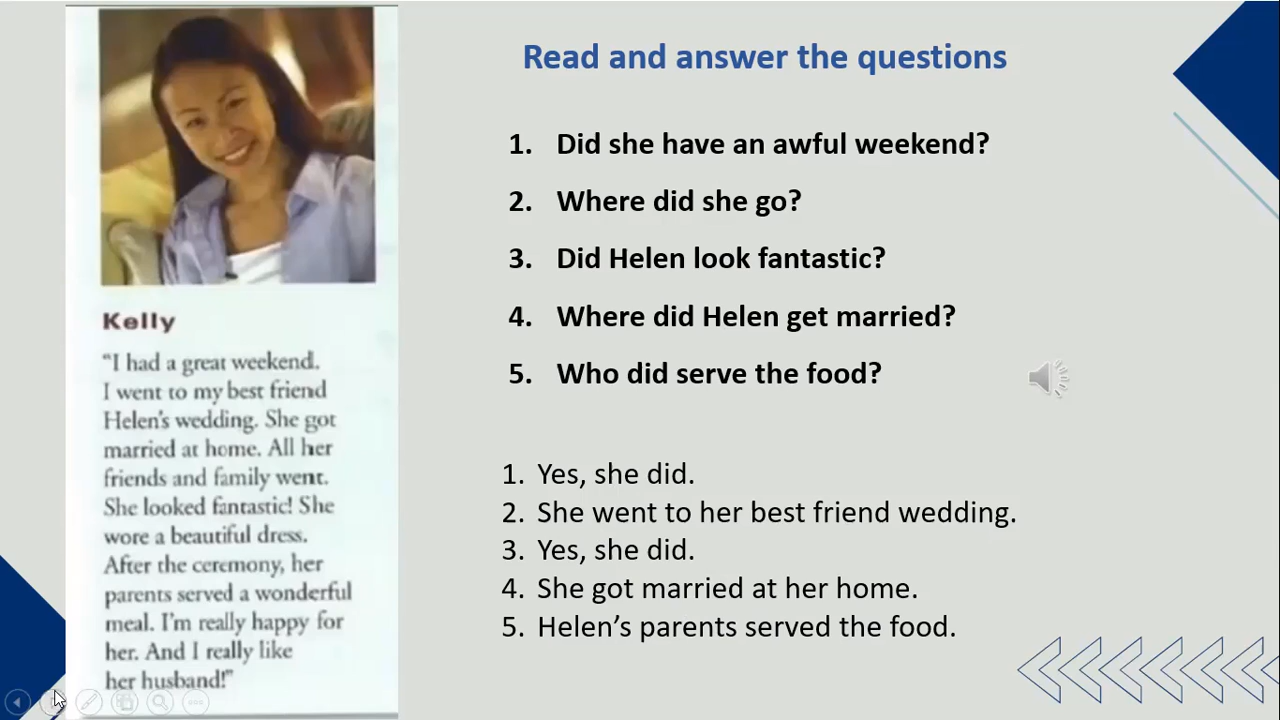 Read and answer the questions
1. Did she have an awful weekend?
2. Where did she go?
3. Did Helen look fantastic?
4. Where did Helen get married?
5. Who did serve the food?
Kelly
"I had a great weekend.
I went to my best friend
Helen's wedding. She got
married at home. All her
friends and family went.
She looked fantastic! She
wore a beautiful dress.
After the ceremony, her
parents served a wonderful
meal. I'm really happy for
her. And I really like
her husband!"
1. Yes, she did.
2. She went to her best friend wedding.
3. Yes, she did.
4. She got married at her home.
5. Helen's parents served the food.